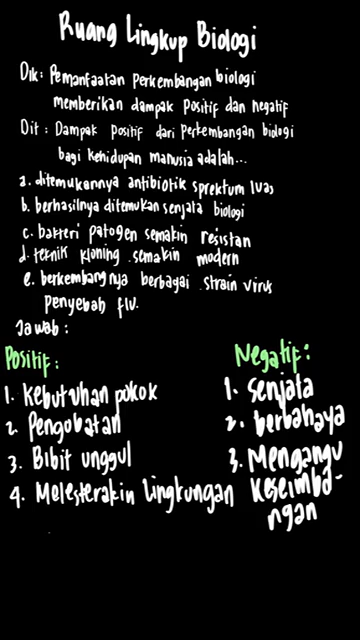 Ruang Lingkup Biologi
Dik: Pemanfaatan perkembangan biologi
memberikan dampak positif dan negatif
Dit: Dampak positif dari perkembangan biologi
bagi kehidupan manusia adalah...
a. ditemukannya antibiotik sprektum luas
b. berhasilnya ditemukan senjata biologi
c. bakteri patogen semakin resistan
d. teknik kloning semakin modern
e. berkembangnya berbagai strain virus
penyebab flu.
Jawab:
Positif:
1. Kebutuhan pokok
2. Pengobatan
3. Bibit unggul
4. Melesterakin lingkungan
Negatif:
1. senjata
2. berbahaya
3. Mengangu
Keseimba-
ngan